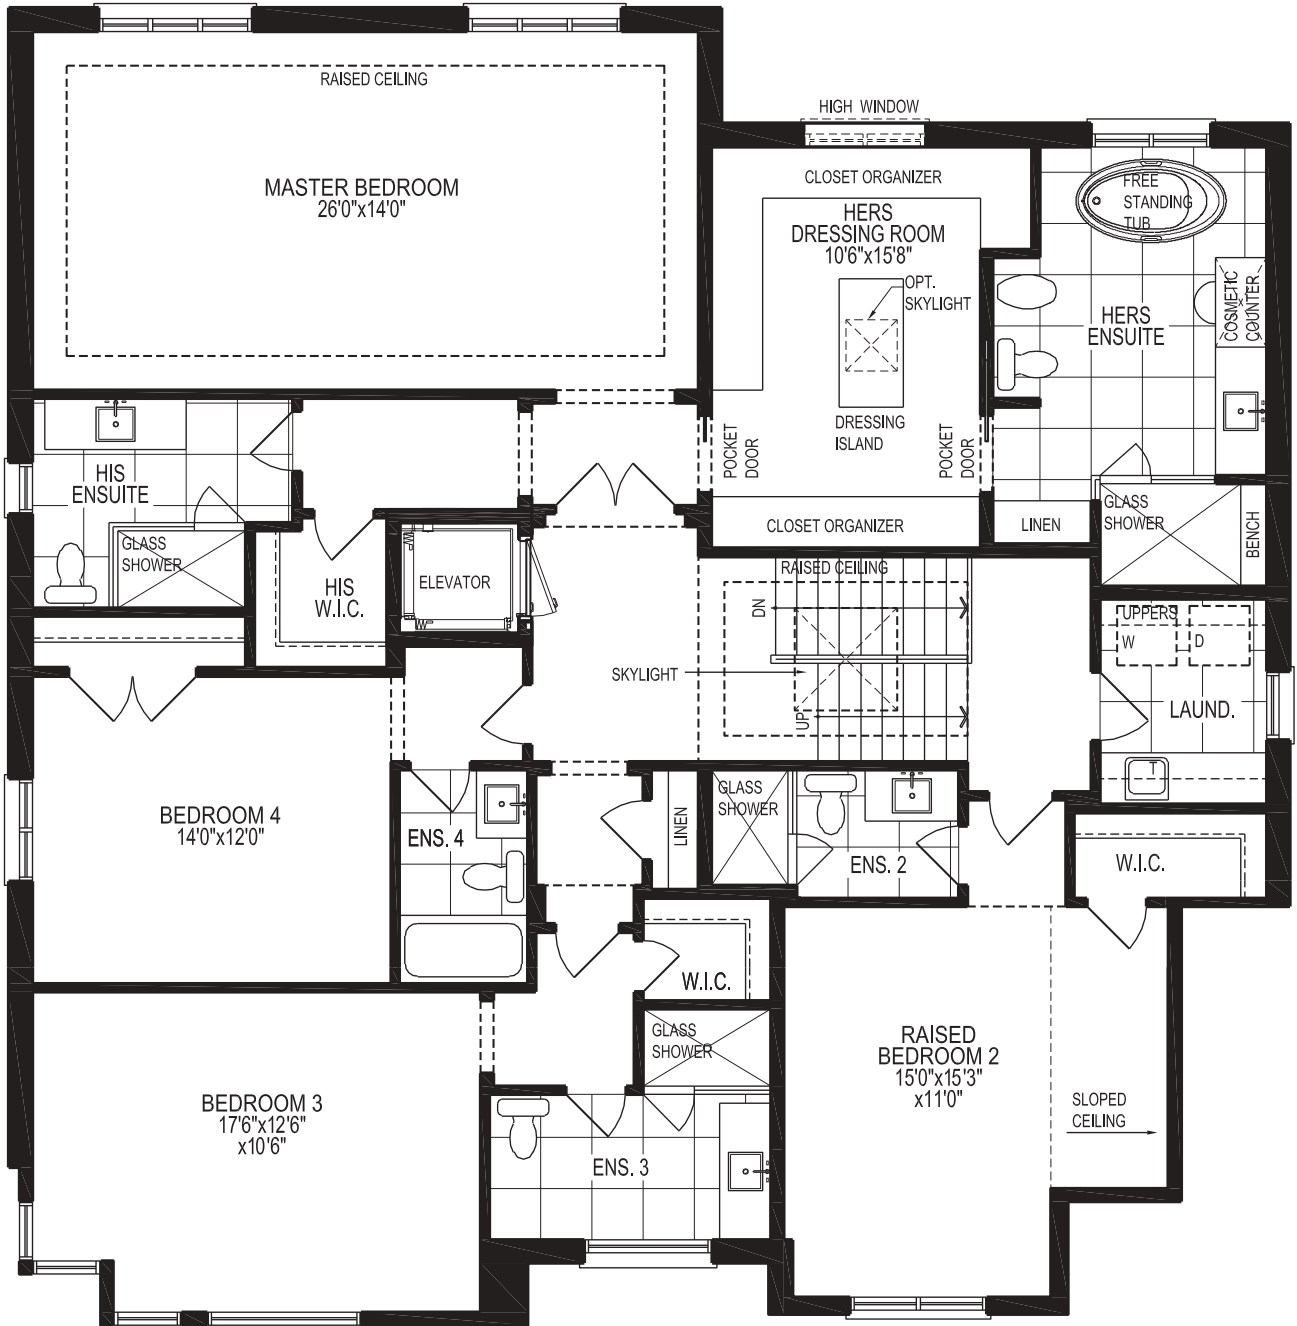 RAISED CEILING
MASTER BEDROOM
26'0"x14'0"
HIGH WINDOW
CLOSET ORGANIZER
HERS
DRESSING ROOM
10'6"x15'8"
OPT.
SKYLIGHT
DRESSING
ISLAND
POCKET
DOOR
POCKET
DOOR
CLOSET ORGANIZER
FREE
STANDING
TUB
COSMETIC
COUNTER
HERS
ENSUITE
LINEN
GLASS
SHOWER
BENCH
HIS
ENSUITE
GLASS
SHOWER
HIS
W.I.C.
ELEVATOR
RAISED CEILING
DN
SKYLIGHT
UP
UPPERS
W
D
LAUND.
T
BEDROOM 4
14'0"x12'0"
ENS. 4
LINEN
GLASS
SHOWER
ENS. 2
W.I.C.
W.I.C.
GLASS
SHOWER
RAISED
BEDROOM 2
15'0"x15'3"
x11'0"
SLOPED
CEILING
BEDROOM 3
17'6"x12'6"
x10'6"
ENS. 3